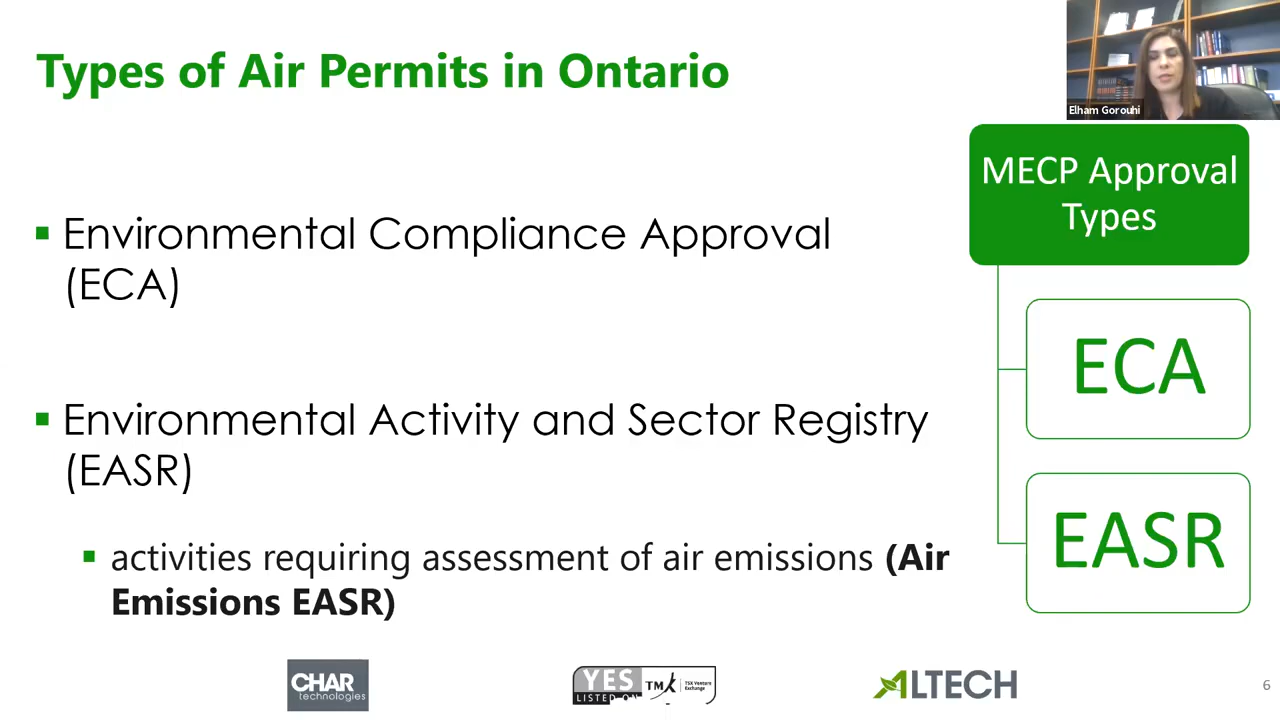 Types of Air Permits in Ontario
Elham Gorouhi
MECP Approval
Types
Environmental Compliance Approval
(ECA)
ECA
Environmental Activity and Sector Registry
(EASR)
EASR
activities requiring assessment of air emissions (Air
Emissions EASR)
CHAR
technologies
YES
LISTED ON
TMX
TSX Venture
Exchange
ALTECH
6